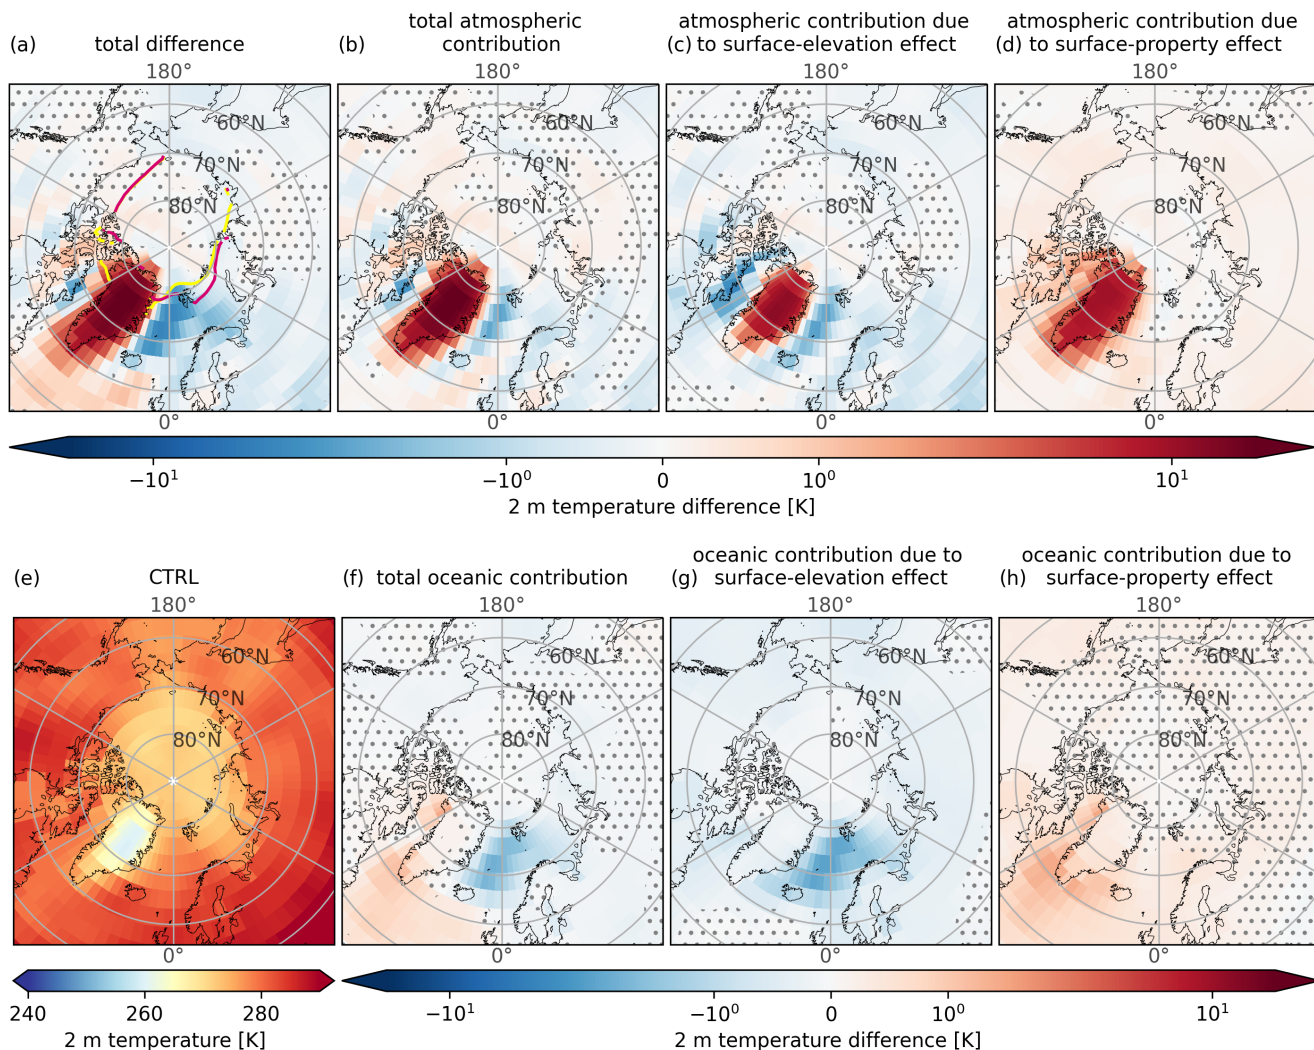 (a) total difference
(b) total atmospheric
contribution
(c) atmospheric contribution due
to surface-elevation effect
(d) atmospheric contribution due
to surface-property effect
180° 180° 180° 180°
60°N 60°N 60°N 60°N
70°N 70°N 70°N 70°N
80°N 80°N 80°N 80°N
0° 0° 0° 0°
−10¹ −10⁰ 0 10⁰ 10¹
2 m temperature difference [K]
(e) CTRL
(f) total oceanic contribution
(g) oceanic contribution due to
surface-elevation effect
(h) oceanic contribution due to
surface-property effect
180° 180° 180° 180°
60°N 60°N 60°N 60°N
70°N 70°N 70°N 70°N
80°N 80°N 80°N 80°N
0° 0° 0° 0°
240 260 280
2 m temperature [K]
−10¹ −10⁰ 0 10⁰ 10¹
2 m temperature difference [K]